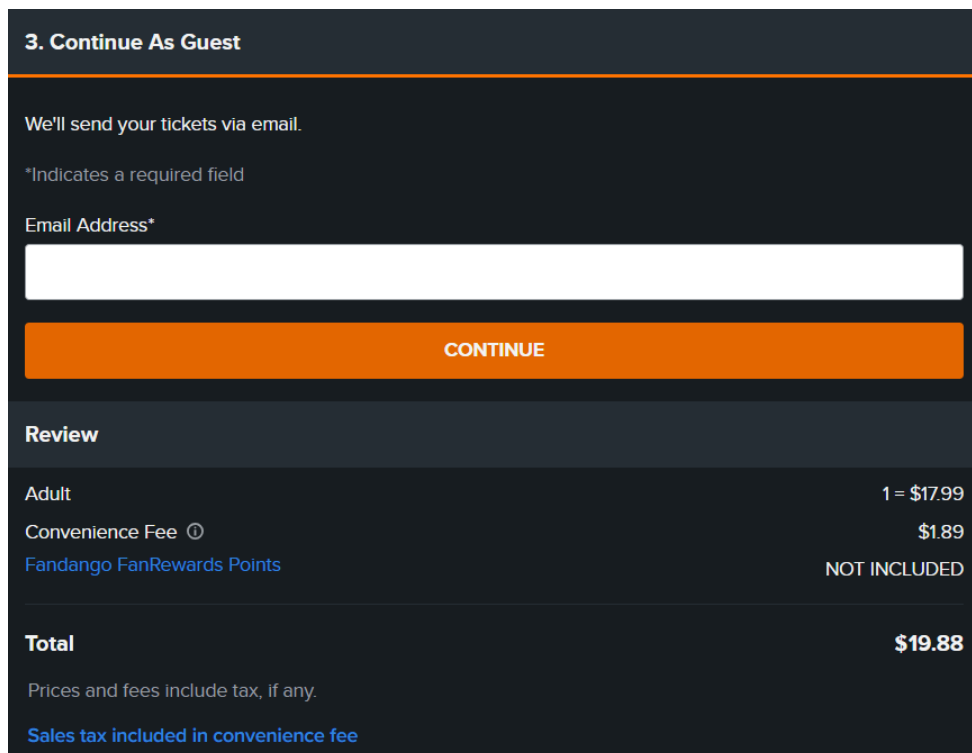 3. Continue As Guest
We'll send your tickets via email.
*Indicates a required field
Email Address*
CONTINUE
Review
Adult 1 = $17.99
Convenience Fee $1.89
Fandango FanRewards Points NOT INCLUDED
Total $19.88
Prices and fees include tax, if any.
Sales tax included in convenience fee